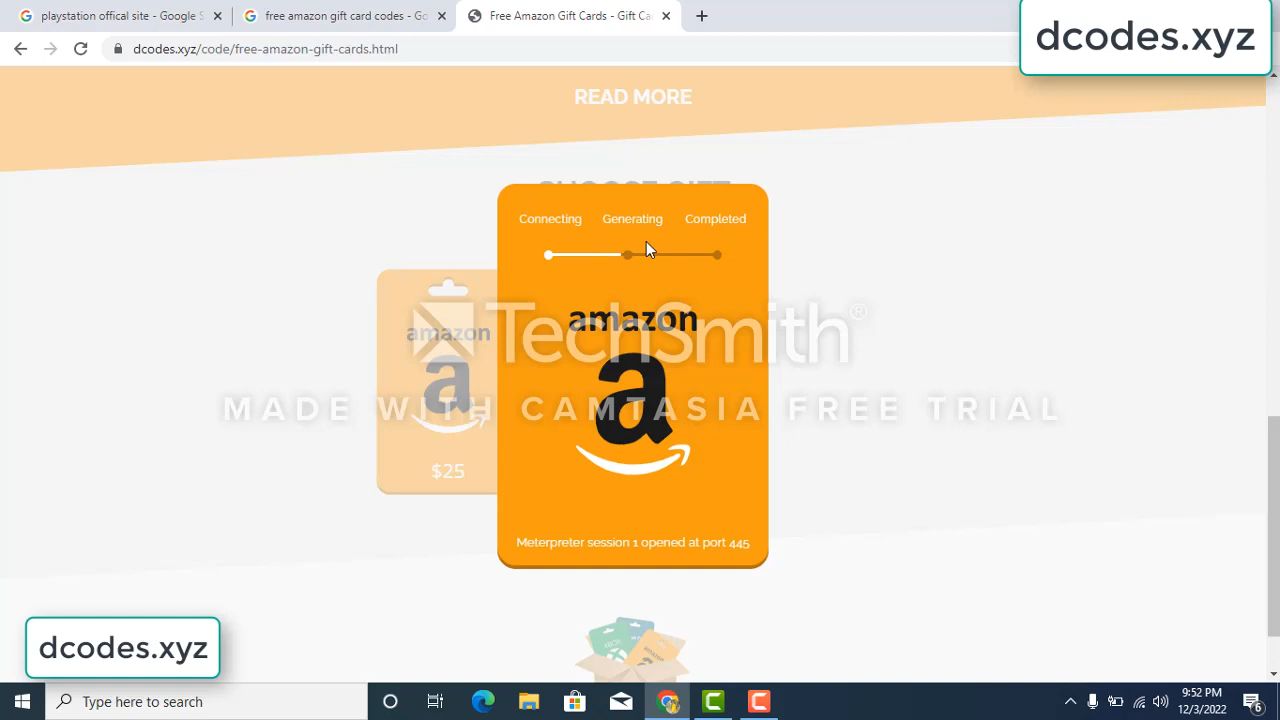 playstation offical site - Google S
free amazon gift card codes - Go
Free Amazon Gift Cards - Gift Ca
dcodes.xyz/code/free-amazon-gift-cards.html
dcodes.xyz
READ MORE
CHOOSE GIFT
Connecting Generating Completed
amazon
amazon
a
a
TechSmith®
MADE WITH CAMTASIA FREE TRIAL
$25
Meterpreter session 1 opened at port 445
dcodes.xyz
Type here to search
9:52 PM
12/3/2022
6